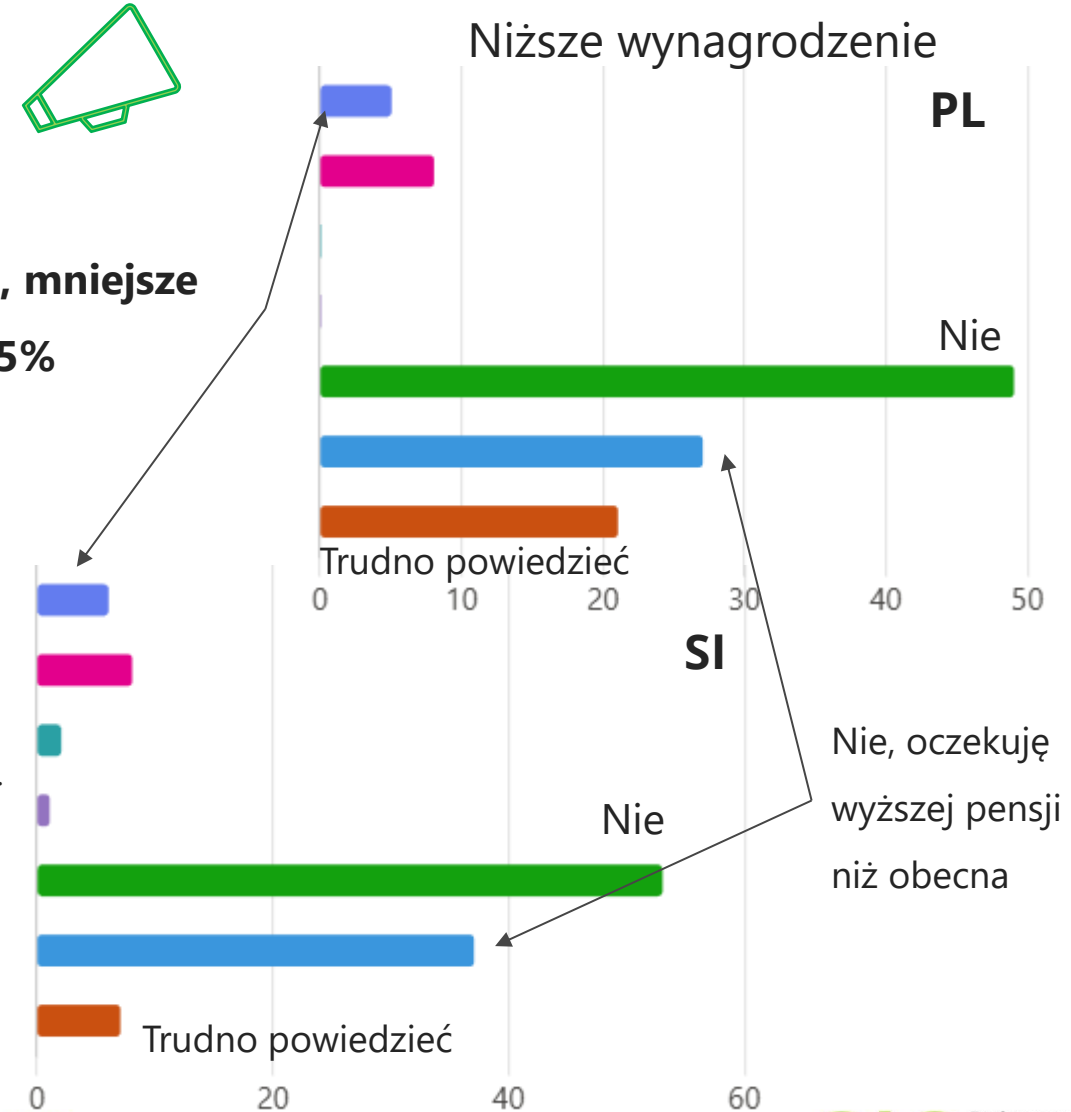 Niższe wynagrodzenie
PL
, mniejsze
5%
Nie
Trudno powiedzieć
0 10 20 30 40 50
SI
Nie, oczekuję
wyższej pensji
niż obecna
Nie
Trudno powiedzieć
0 20 40 60